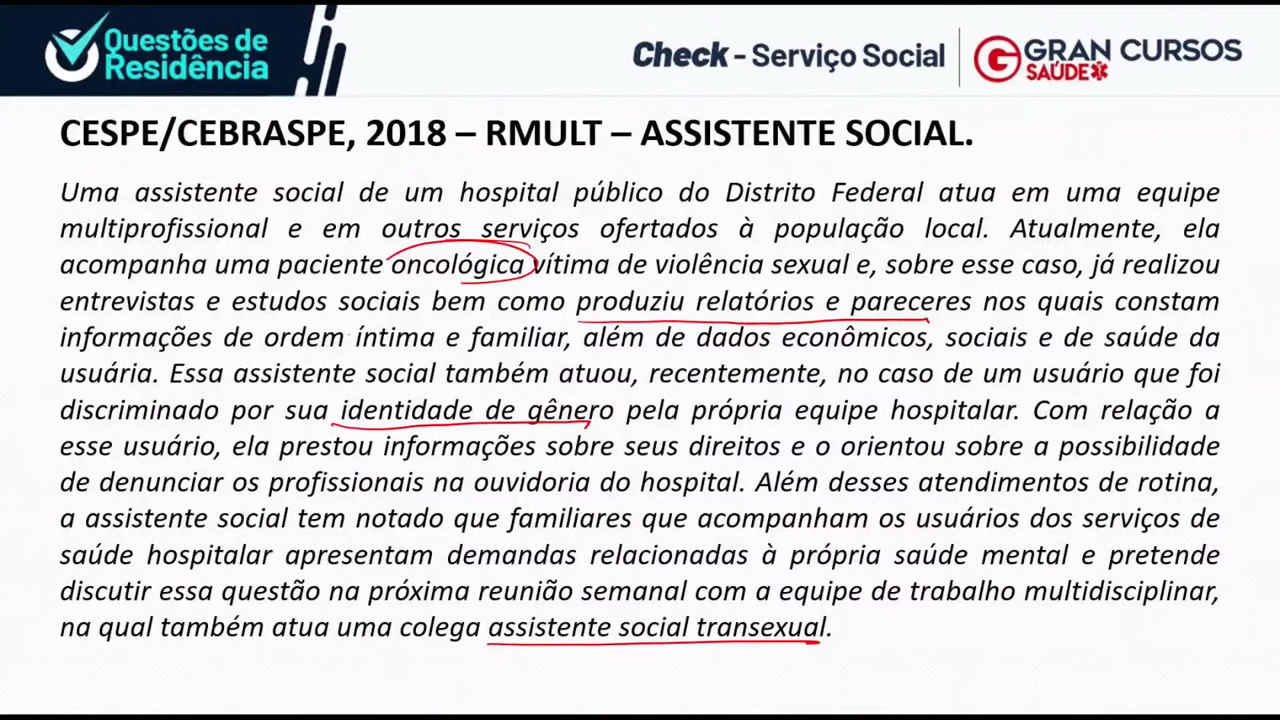 Questões de
Residência
Check - Serviço Social
GRAN CURSOS
SAÚDE
CESPE/CEBRASPE, 2018 – RMULT – ASSISTENTE SOCIAL.
Uma assistente social de um hospital público do Distrito Federal atua em uma equipe
multiprofissional e em outros serviços ofertados à população local. Atualmente, ela
acompanha uma paciente oncológica vítima de violência sexual e, sobre esse caso, já realizou
entrevistas e estudos sociais bem como produziu relatórios e pareceres nos quais constam
informações de ordem íntima e familiar, além de dados econômicos, sociais e de saúde da
usuária. Essa assistente social também atuou, recentemente, no caso de um usuário que foi
discriminado por sua identidade de gênero pela própria equipe hospitalar. Com relação a
esse usuário, ela prestou informações sobre seus direitos e o orientou sobre a possibilidade
de denunciar os profissionais na ouvidoria do hospital. Além desses atendimentos de rotina,
a assistente social tem notado que familiares que acompanham os usuários dos serviços de
saúde hospitalar apresentam demandas relacionadas à própria saúde mental e pretende
discutir essa questão na próxima reunião semanal com a equipe de trabalho multidisciplinar,
na qual também atua uma colega assistente social transexual.